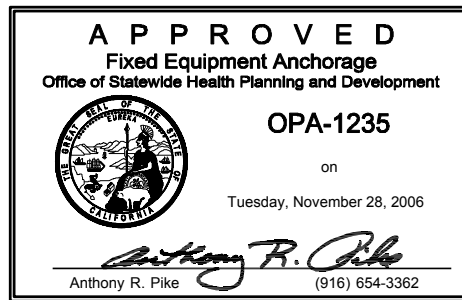 APPROVED
Fixed Equipment Anchorage
Office of Statewide Health Planning and Development
THE GREAT SEAL OF THE STATE OF CALIFORNIA
EUREKA
OPA-1235
on
Tuesday, November 28, 2006
Anthony R. Pike
Anthony R. Pike (916) 654-3362